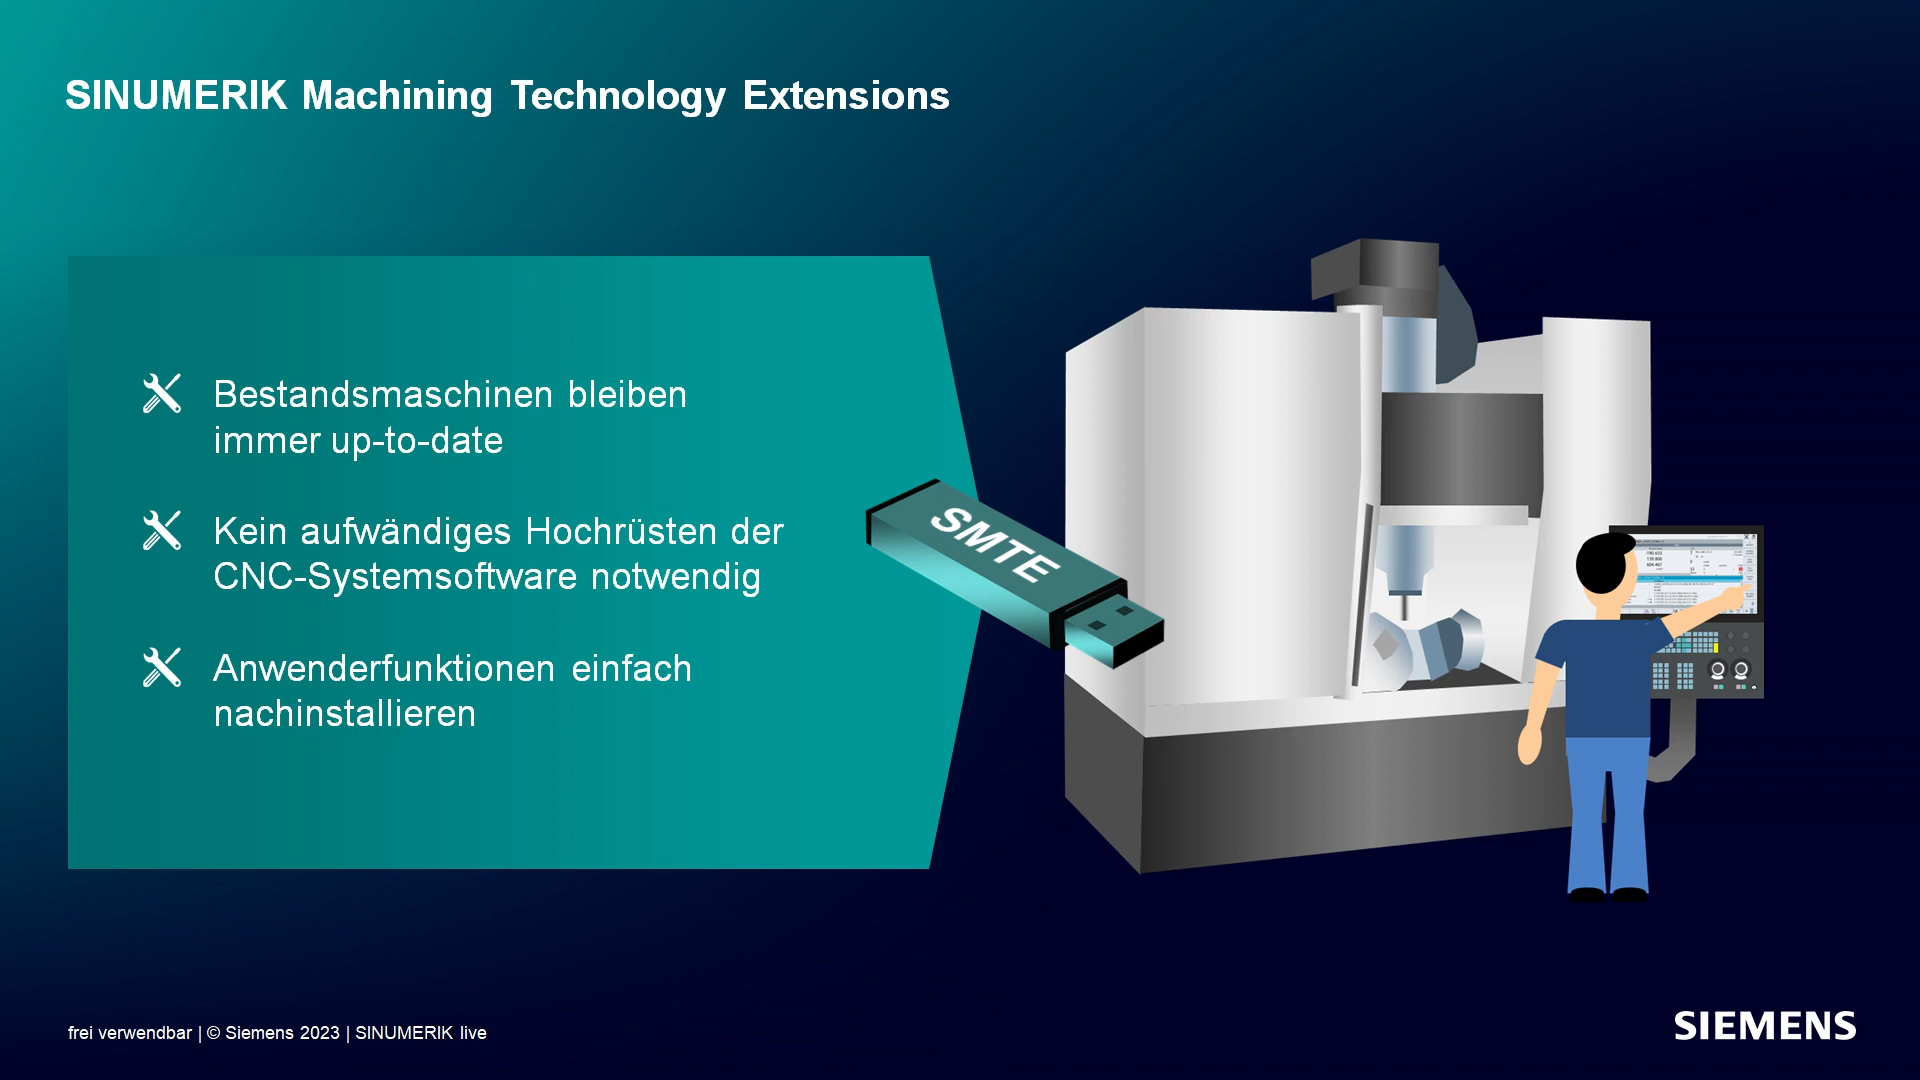 SINUMERIK Machining Technology Extensions
Bestandsmaschinen bleiben
immer up-to-date
Kein aufwändiges Hochrüsten der
CNC-Systemsoftware notwendig
Anwenderfunktionen einfach
nachinstallieren
SMTE
frei verwendbar | © Siemens 2023 | SINUMERIK live
SIEMENS